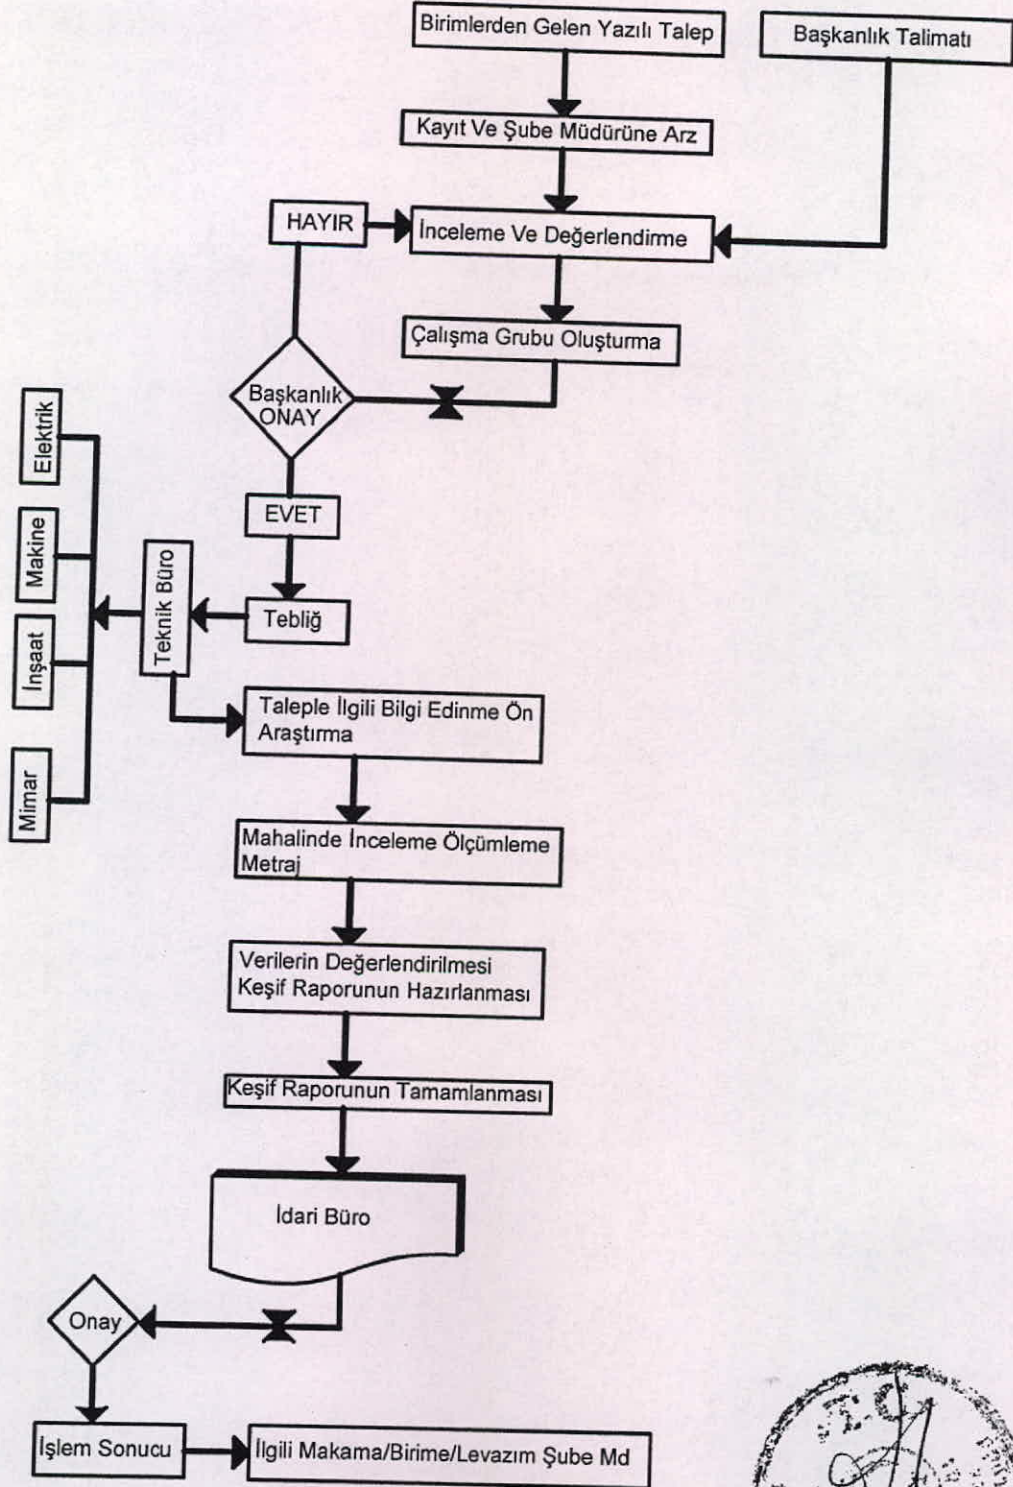 Birimlerden Gelen Yazılı Talep
Başkanlık Talimatı
Kayıt Ve Şube Müdürüne Arz
HAYIR
İnceleme Ve Değerlendirme
Çalışma Grubu Oluşturma
Başkanlık
ONAY
EVET
Tebliğ
Teknik Büro
Elektrik
Makine
İnşaat
Mimar
Taleple İlgili Bilgi Edinme Ön
Araştırma
Mahalinde İnceleme Ölçümleme
Metraj
Verilerin Değerlendirilmesi
Keşif Raporunun Hazırlanması
Keşif Raporunun Tamamlanması
İdari Büro
Onay
İşlem Sonucu
İlgili Makama/Birime/Levazım Şube Md
T.C.